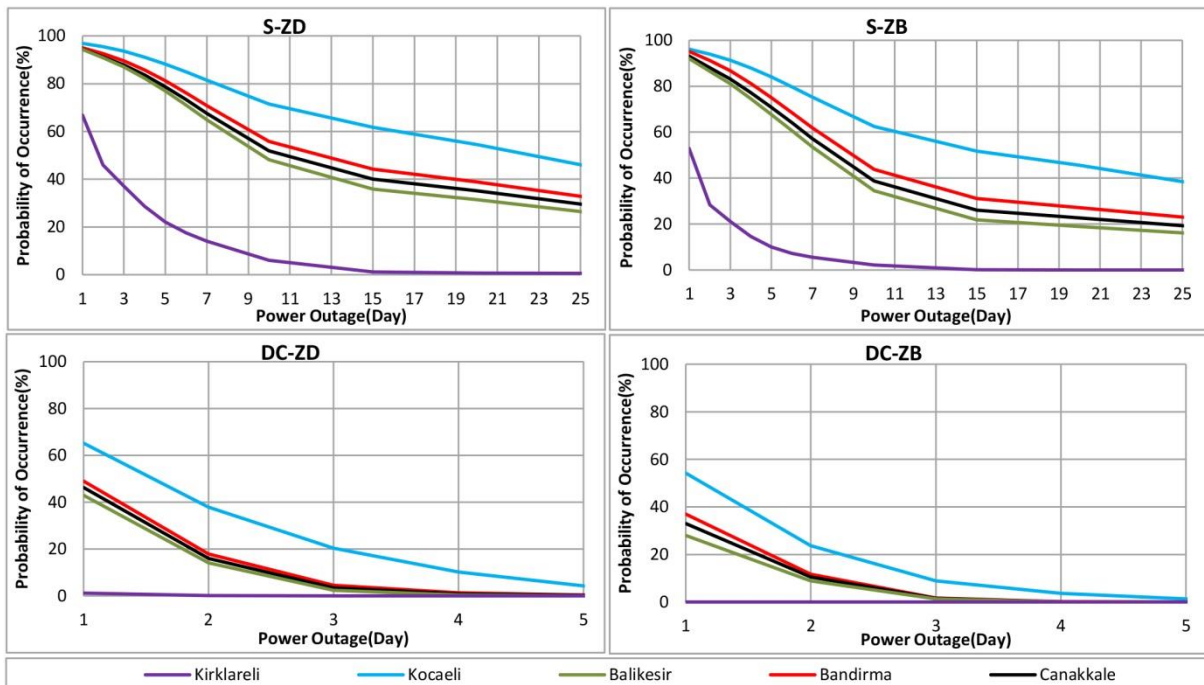 S-ZD
Probability of Occurrence(%)
100
80
60
40
20
0
1 3 5 7 9 11 13 15 17 19 21 23 25
Power Outage(Day)
S-ZB
Probability of Occurrence(%)
100
80
60
40
20
0
1 3 5 7 9 11 13 15 17 19 21 23 25
Power Outage(Day)
DC-ZD
Probability of Occurrence(%)
100
80
60
40
20
0
1 2 3 4 5
Power Outage(Day)
DC-ZB
Probability of Occurrence(%)
100
80
60
40
20
0
1 2 3 4 5
Power Outage(Day)
Kirklareli Kocaeli Balikesir Bandirma Canakkale